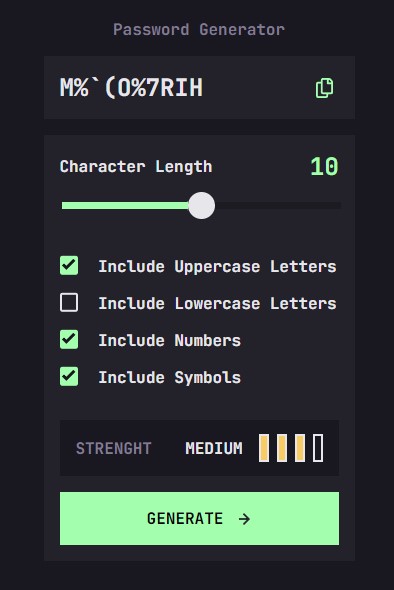 Password Generator
M%`(O%7RIH
Character Length 10
Include Uppercase Letters
Include Lowercase Letters
Include Numbers
Include Symbols
STRENGHT MEDIUM
GENERATE →